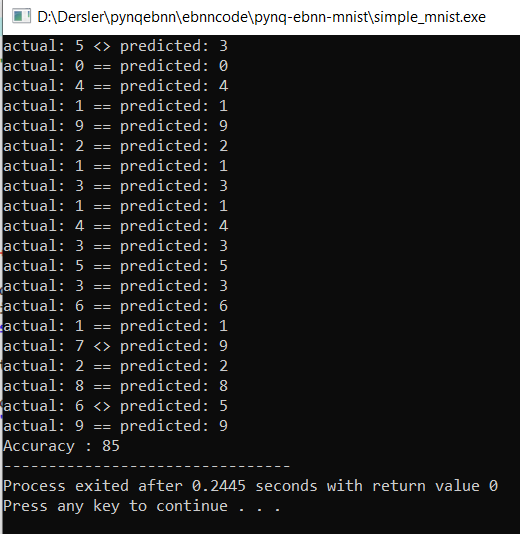 D:\Dersler\pynqebnn\ebnncode\pynq-ebnn-mnist\simple_mnist.exe
actual: 5 <> predicted: 3
actual: 0 == predicted: 0
actual: 4 == predicted: 4
actual: 1 == predicted: 1
actual: 9 == predicted: 9
actual: 2 == predicted: 2
actual: 1 == predicted: 1
actual: 3 == predicted: 3
actual: 1 == predicted: 1
actual: 4 == predicted: 4
actual: 3 == predicted: 3
actual: 5 == predicted: 5
actual: 3 == predicted: 3
actual: 6 == predicted: 6
actual: 1 == predicted: 1
actual: 7 <> predicted: 9
actual: 2 == predicted: 2
actual: 8 == predicted: 8
actual: 6 <> predicted: 5
actual: 9 == predicted: 9
Accuracy : 85
--------------------------------
Process exited after 0.2445 seconds with return value 0
Press any key to continue . . .